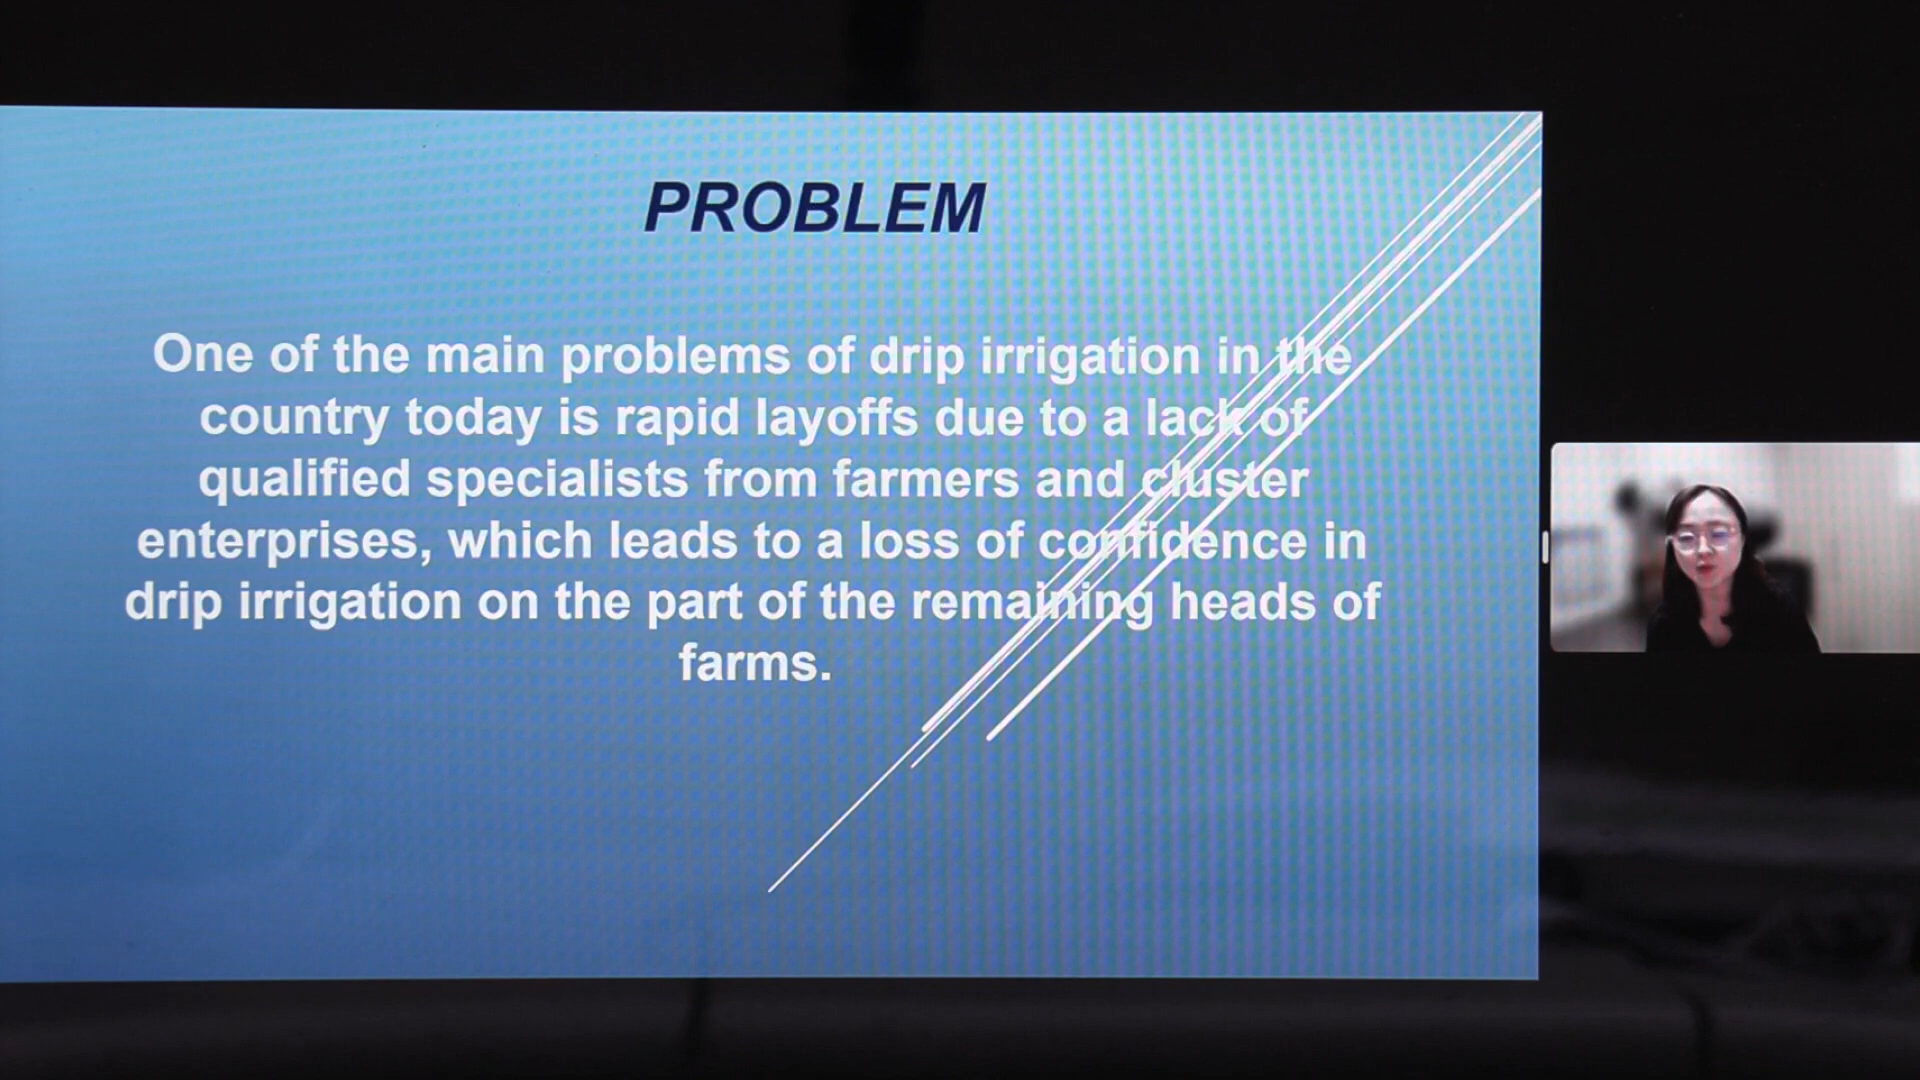 PROBLEM
One of the main problems of drip irrigation in the
country today is rapid layoffs due to a lack of
qualified specialists from farmers and cluster
enterprises, which leads to a loss of confidence in
drip irrigation on the part of the remaining heads of
farms.